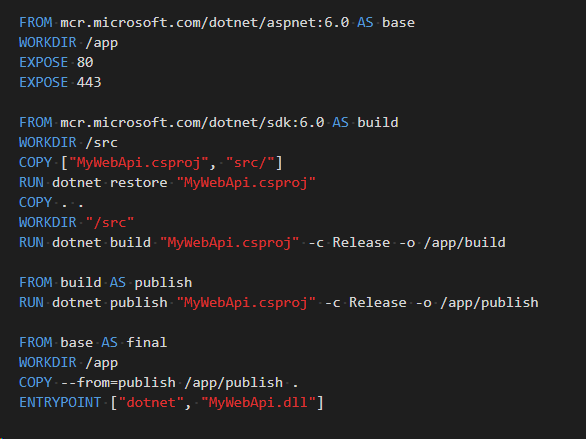 FROM mcr.microsoft.com/dotnet/aspnet:6.0 AS base
WORKDIR /app
EXPOSE 80
EXPOSE 443

FROM mcr.microsoft.com/dotnet/sdk:6.0 AS build
WORKDIR /src
COPY ["MyWebApi.csproj", "src/"]
RUN dotnet restore "MyWebApi.csproj"
COPY . .
WORKDIR "/src"
RUN dotnet build "MyWebApi.csproj" -c Release -o /app/build

FROM build AS publish
RUN dotnet publish "MyWebApi.csproj" -c Release -o /app/publish

FROM base AS final
WORKDIR /app
COPY --from=publish /app/publish .
ENTRYPOINT ["dotnet", "MyWebApi.dll"]